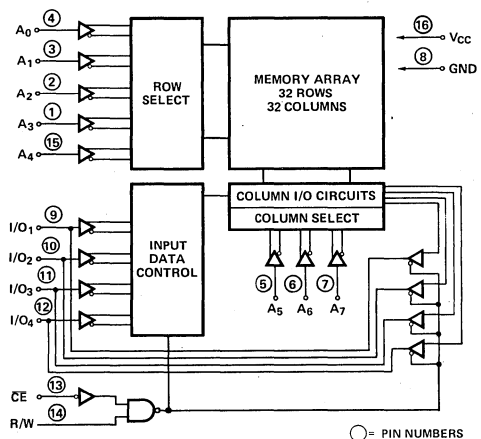 A0 4
A1 3
A2 2
A3 1
A4 15
ROW
SELECT
MEMORY ARRAY
32 ROWS
32 COLUMNS
16 VCC
8 GND
COLUMN I/O CIRCUITS
COLUMN SELECT
5 6 7
A5 A6 A7
I/O1 9
I/O2 10
I/O3 11
I/O4 12
INPUT
DATA
CONTROL
CE 13
R/W 14
= PIN NUMBERS